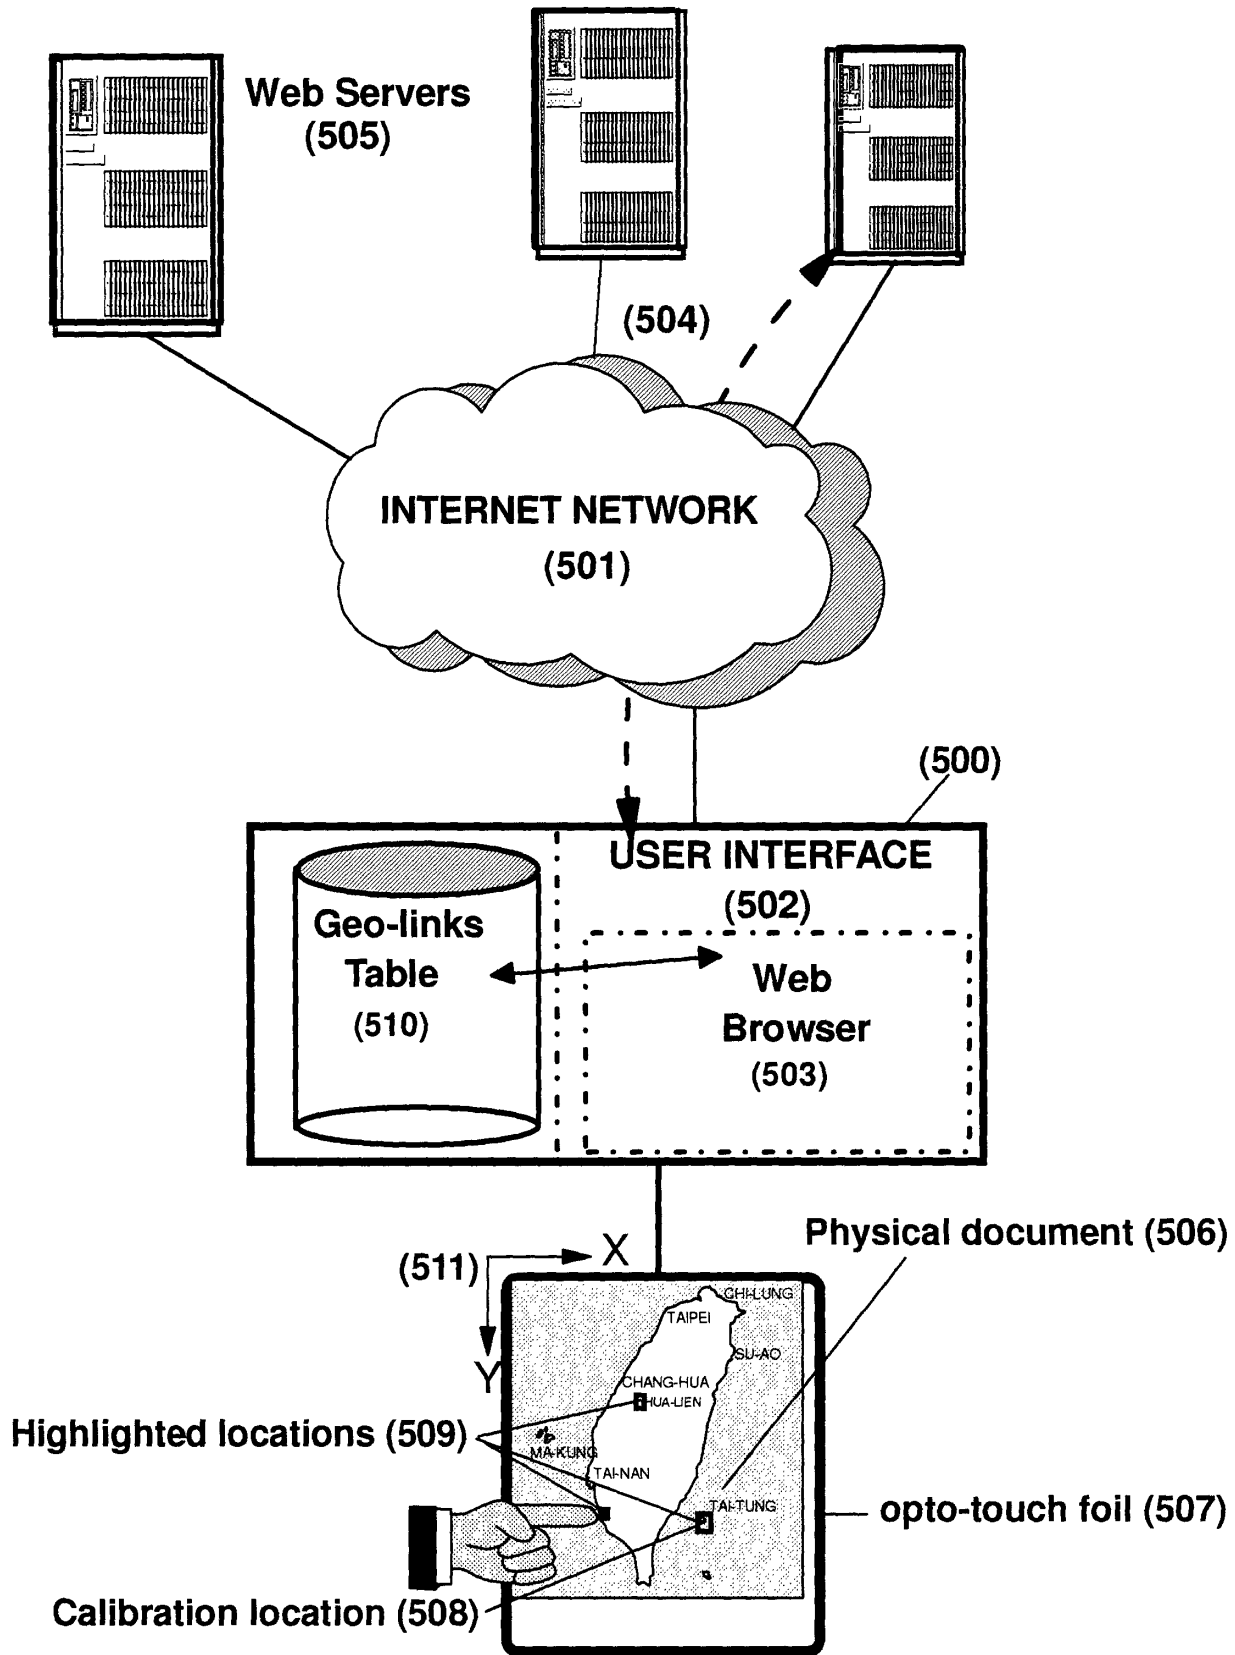 Web Servers
(505)
(504)
INTERNET NETWORK
(501)
(500)
USER INTERFACE
(502)
Geo-links
Table
(510)
Web
Browser
(503)
Physical document (506)
(511)
X
Y
CHI-LUNG
TAIPEI
SU-AO
CHANG-HUA
HUA-LIEN
Highlighted locations (509)
MA-KUNG
TAI-NAN
TAI-TUNG
opto-touch foil (507)
Calibration location (508)